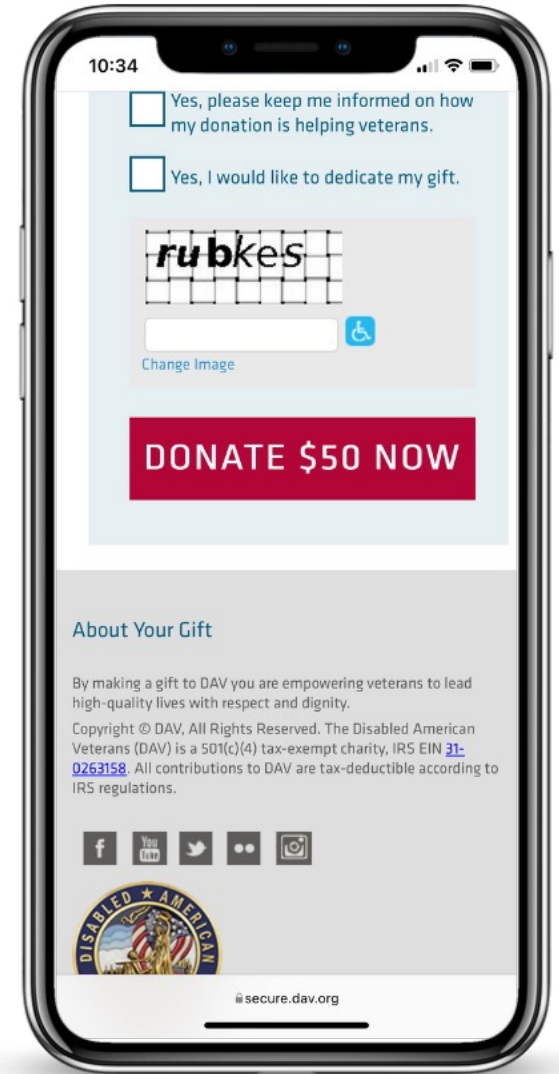 10:34
Yes, please keep me informed on how
my donation is helping veterans.
Yes, I would like to dedicate my gift.
rubkes
Change Image
DONATE $50 NOW
About Your Gift
By making a gift to DAV you are empowering veterans to lead
high-quality lives with respect and dignity.
Copyright © DAV, All Rights Reserved. The Disabled American
Veterans (DAV) is a 501(c)(4) tax-exempt charity, IRS EIN 31-
0263158. All contributions to DAV are tax-deductible according to
IRS regulations.
f
You
Tube
DISABLED ★ AMERICAN
secure.dav.org